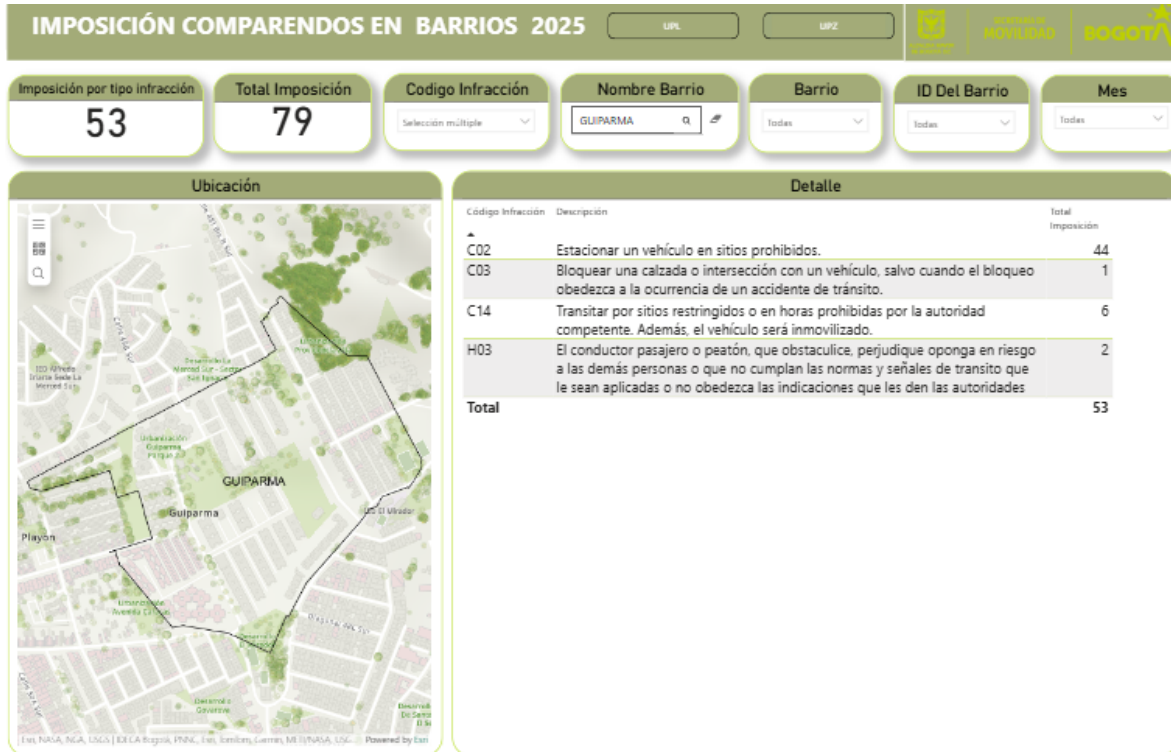 IMPOSICIÓN COMPARENDOS EN BARRIOS 2025
UPL
UPZ
MOVILIDAD
BOGOTÁ
Imposición por tipo infracción
53
Total Imposición
79
Codigo Infracción
Selección múltiple
Nombre Barrio
GUIPARMA
Barrio
Todas
ID Del Barrio
Todas
Mes
Todas
Ubicación
GUIPARMA
Guiparma
Playon
Urbanización
Guiparma
Desarrollo
Powered by Esri
Detalle
Código Infracción Descripción Total
Imposición
C02 Estacionar un vehículo en sitios prohibidos. 44
C03 Bloquear una calzada o intersección con un vehículo, salvo cuando el bloqueo 1
obedezca a la ocurrencia de un accidente de tránsito.
C14 Transitar por sitios restringidos o en horas prohibidas por la autoridad 6
competente. Además, el vehículo será inmovilizado.
H03 El conductor pasajero o peatón, que obstaculice, perjudique oponga en riesgo 2
a las demás personas o que no cumplan las normas y señales de transito que
le sean aplicadas o no obedezca las indicaciones que les den las autoridades
Total 53